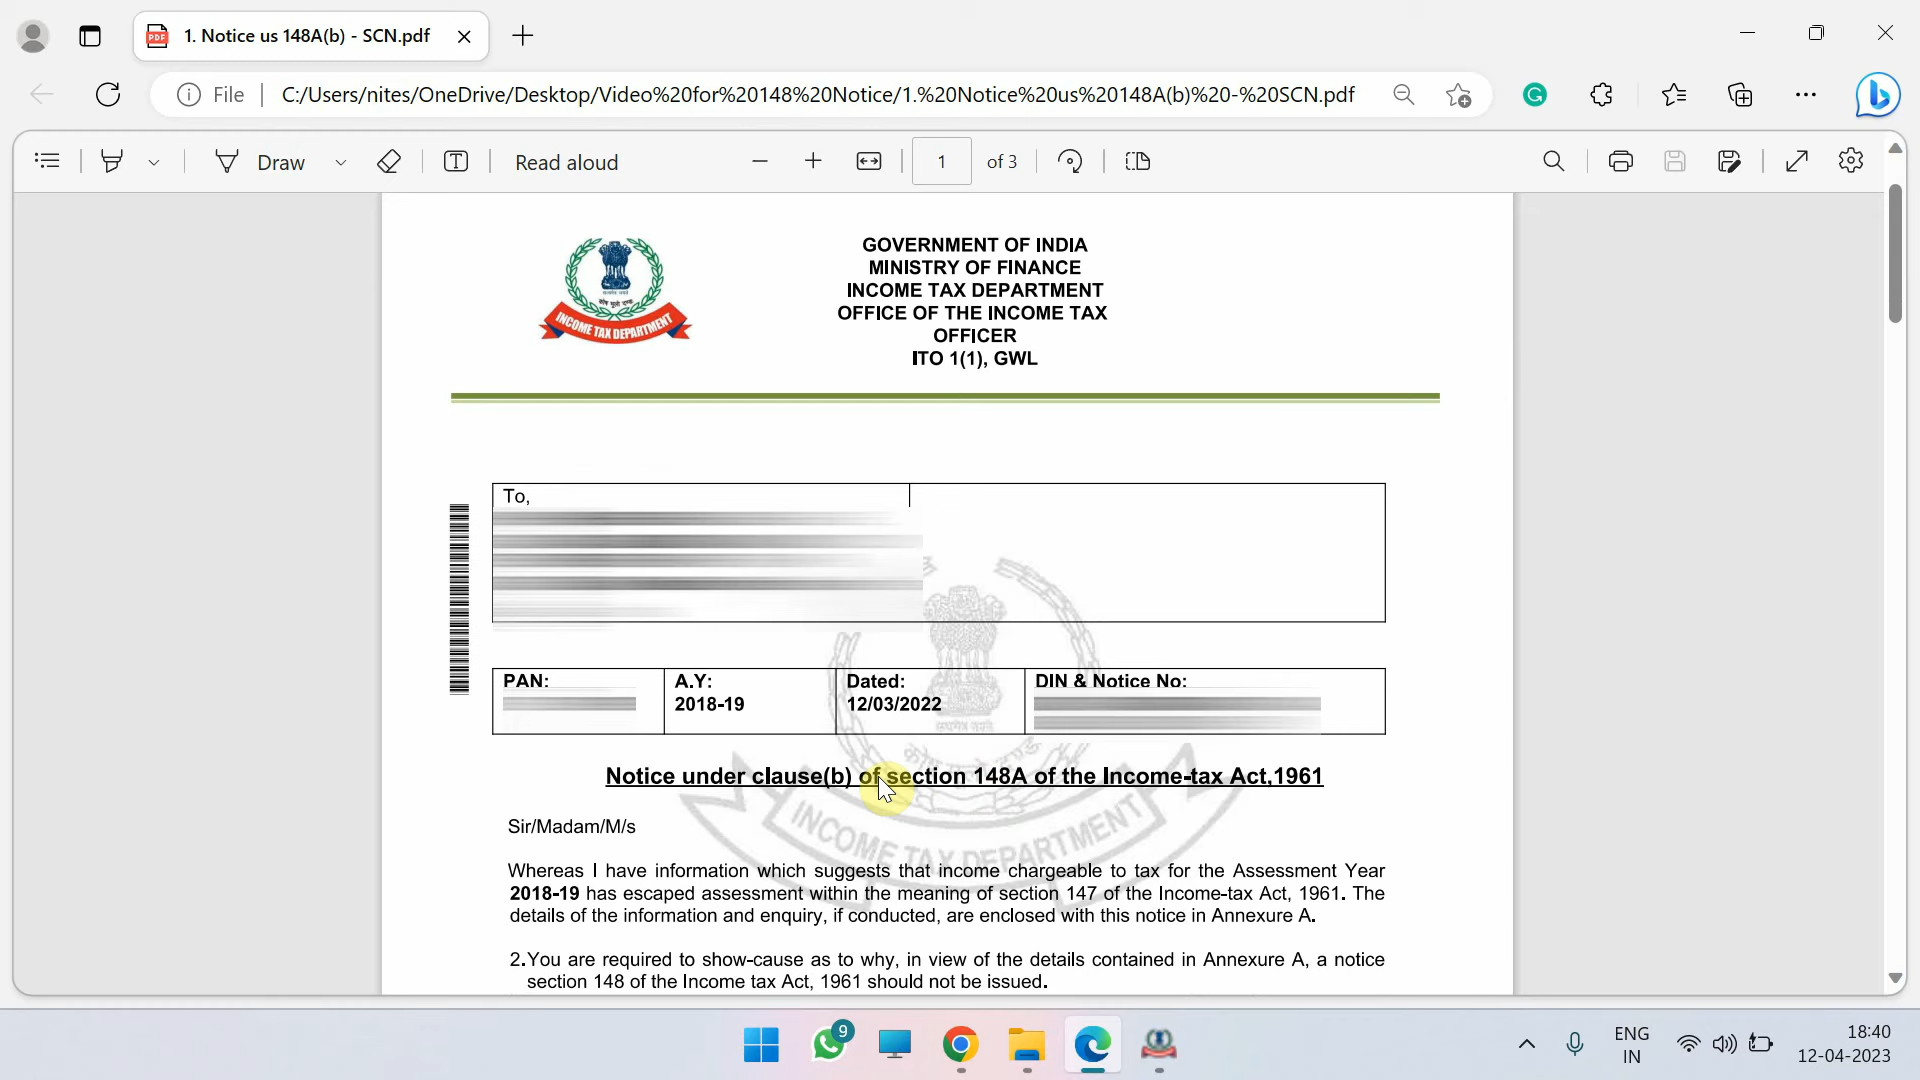 1. Notice us 148A(b) - SCN.pdf
File
C:/Users/nites/OneDrive/Desktop/Video%20for%20148%20Notice/1.%20Notice%20us%20148A(b)%20-%20SCN.pdf
Draw
Read aloud
1 of 3
GOVERNMENT OF INDIA
MINISTRY OF FINANCE
INCOME TAX DEPARTMENT
OFFICE OF THE INCOME TAX
OFFICER
ITO 1(1), GWL
INCOME TAX DEPARTMENT
To,
PAN:
A.Y:
2018-19
Dated:
12/03/2022
DIN & Notice No:
Notice under clause(b) of section 148A of the Income-tax Act,1961
Sir/Madam/M/s
INCOME TAX DEPARTMENT
Whereas I have information which suggests that income chargeable to tax for the Assessment Year
2018-19 has escaped assessment within the meaning of section 147 of the Income-tax Act, 1961. The
details of the information and enquiry, if conducted, are enclosed with this notice in Annexure A.
2.You are required to show-cause as to why, in view of the details contained in Annexure A, a notice
section 148 of the Income tax Act, 1961 should not be issued.
9
ENG
IN
18:40
12-04-2023